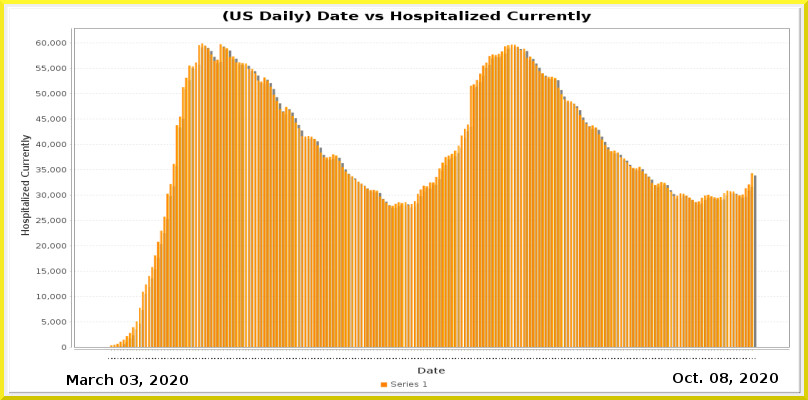 (US Daily) Date vs Hospitalized Currently
60,000
55,000
50,000
45,000
40,000
35,000
30,000
25,000
20,000
15,000
10,000
5,000
0
Hospitalized Currently
Date
March 03, 2020
Oct. 08, 2020
Series 1